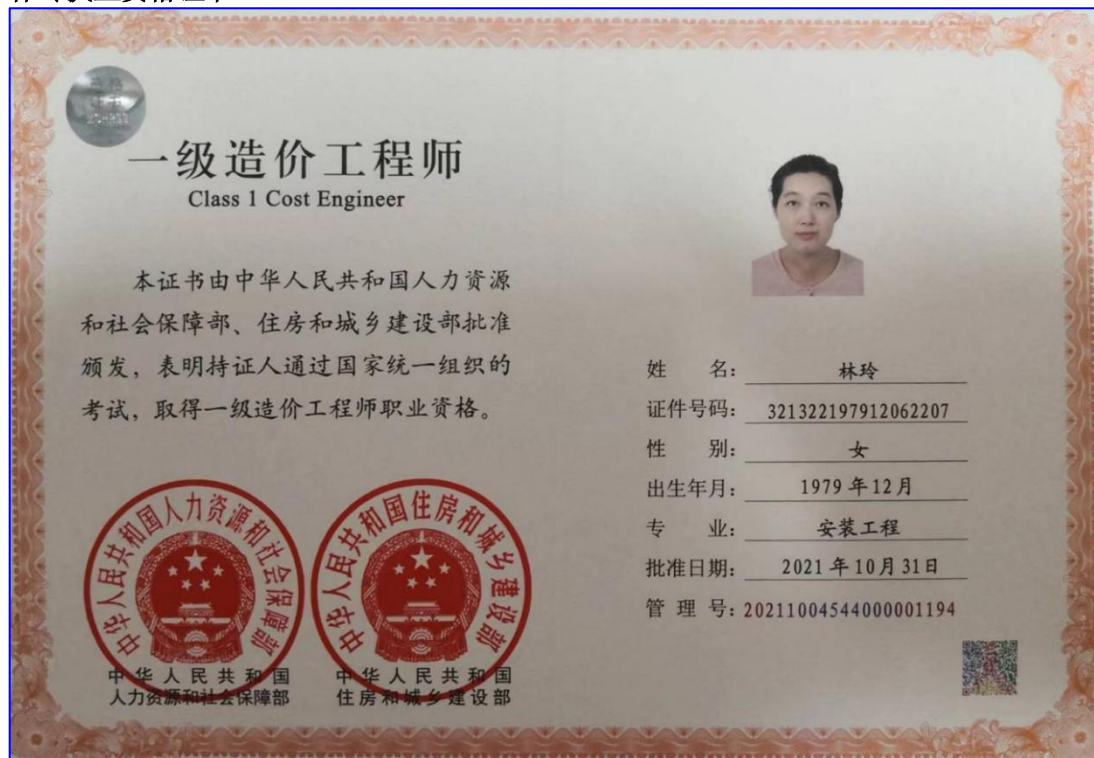 一级造价工程师
Class 1 Cost Engineer
本证书由中华人民共和国人力资源
和社会保障部、住房和城乡建设部批准
颁发，表明持证人通过国家统一组织的
考试，取得一级造价工程师职业资格。
中华人民共和国人力资源和社会保障部
中华人民共和国住房和城乡建设部
中华人民共和国
人力资源和社会保障部
中华人民共和国
住房和城乡建设部
姓 名：林玲
证件号码：321322197912062207
性 别：女
出生年月：1979年12月
专 业：安装工程
批准日期：2021年10月31日
管 理 号：20211004544000001194